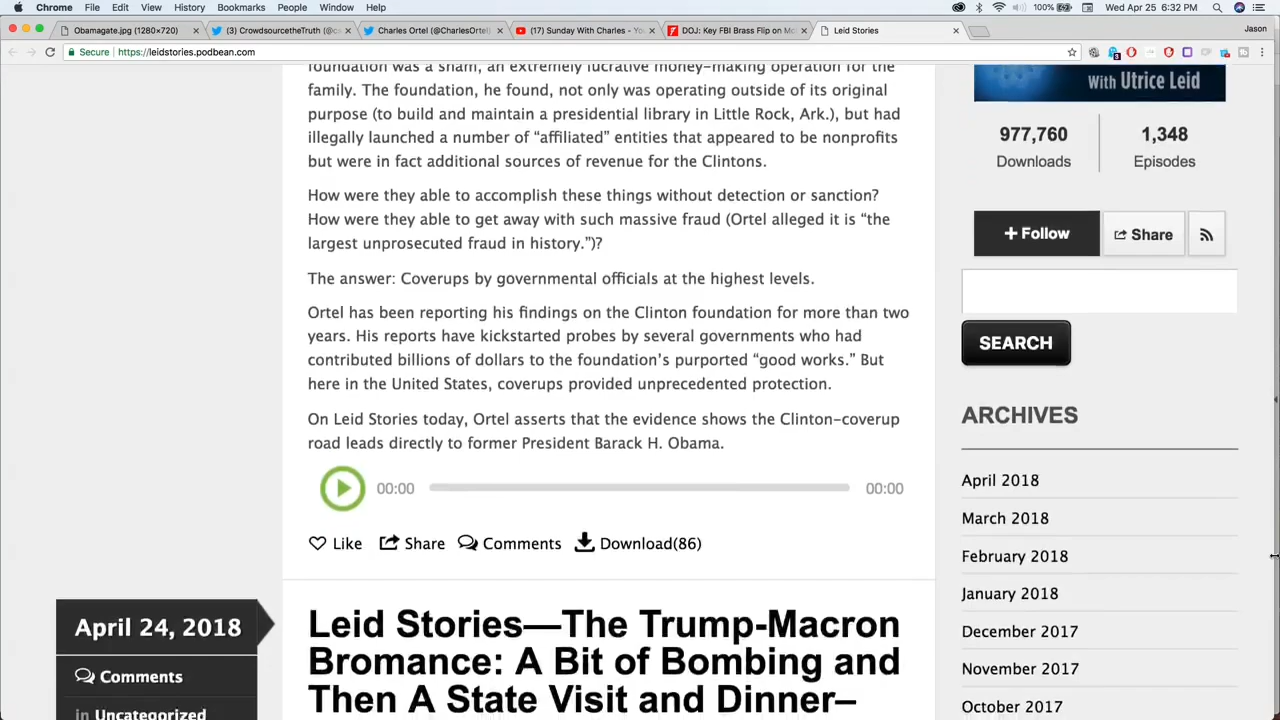 Chrome File Edit View History Bookmarks People Window Help 100% Wed Apr 25 6:32 PM
Obamagate.jpg (1280×720) (3) CrowdsourcetheTruth (@c Charles Ortel (@CharlesOrtel) (17) Sunday With Charles - Yo DOJ: Key FBI Brass Flip on M Leid Stories Jason
Secure https://leidstories.podbean.com
foundation was a sham, an extremely lucrative money-making operation for the
family. The foundation, he found, not only was operating outside of its original
purpose (to build and maintain a presidential library in Little Rock, Ark.), but had
illegally launched a number of “affiliated” entities that appeared to be nonprofits
but were in fact additional sources of revenue for the Clintons.
How were they able to accomplish these things without detection or sanction?
How were they able to get away with such massive fraud (Ortel alleged it is “the
largest unprosecuted fraud in history.”)?
The answer: Coverups by governmental officials at the highest levels.
Ortel has been reporting his findings on the Clinton foundation for more than two
years. His reports have kickstarted probes by several governments who had
contributed billions of dollars to the foundation’s purported “good works.” But
here in the United States, coverups provided unprecedented protection.
On Leid Stories today, Ortel asserts that the evidence shows the Clinton-coverup
road leads directly to former President Barack H. Obama.
00:00 00:00
Like Share Comments Download(86)
April 24, 2018
Comments
in Uncategorized
Leid Stories—The Trump-Macron
Bromance: A Bit of Bombing and
Then A State Visit and Dinner–
With Utrice Leid
977,760 1,348
Downloads Episodes
+ Follow Share
SEARCH
ARCHIVES
April 2018
March 2018
February 2018
January 2018
December 2017
November 2017
October 2017